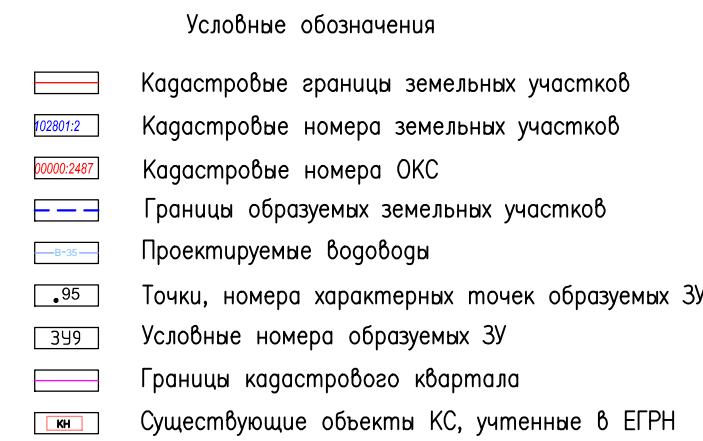 Условные обозначения
Кадастровые границы земельных участков
102801:2 Кадастровые номера земельных участков
00000:2487 Кадастровые номера ОКС
Границы образуемых земельных участков
В-35 Проектируемые водоводы
.95 Точки, номера характерных точек образуемых ЗУ
ЗУ9 Условные номера образуемых ЗУ
Границы кадастрового квартала
КН Существующие объекты КС, учтенные в ЕГРН